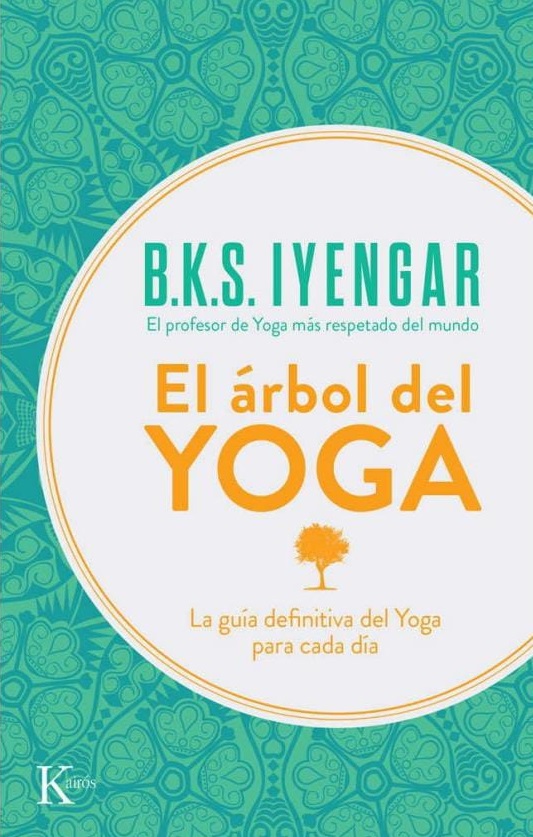 B.K.S. IYENGAR
El profesor de Yoga más respetado del mundo
El árbol del
YOGA
La guía definitiva del Yoga
para cada día
Kairós